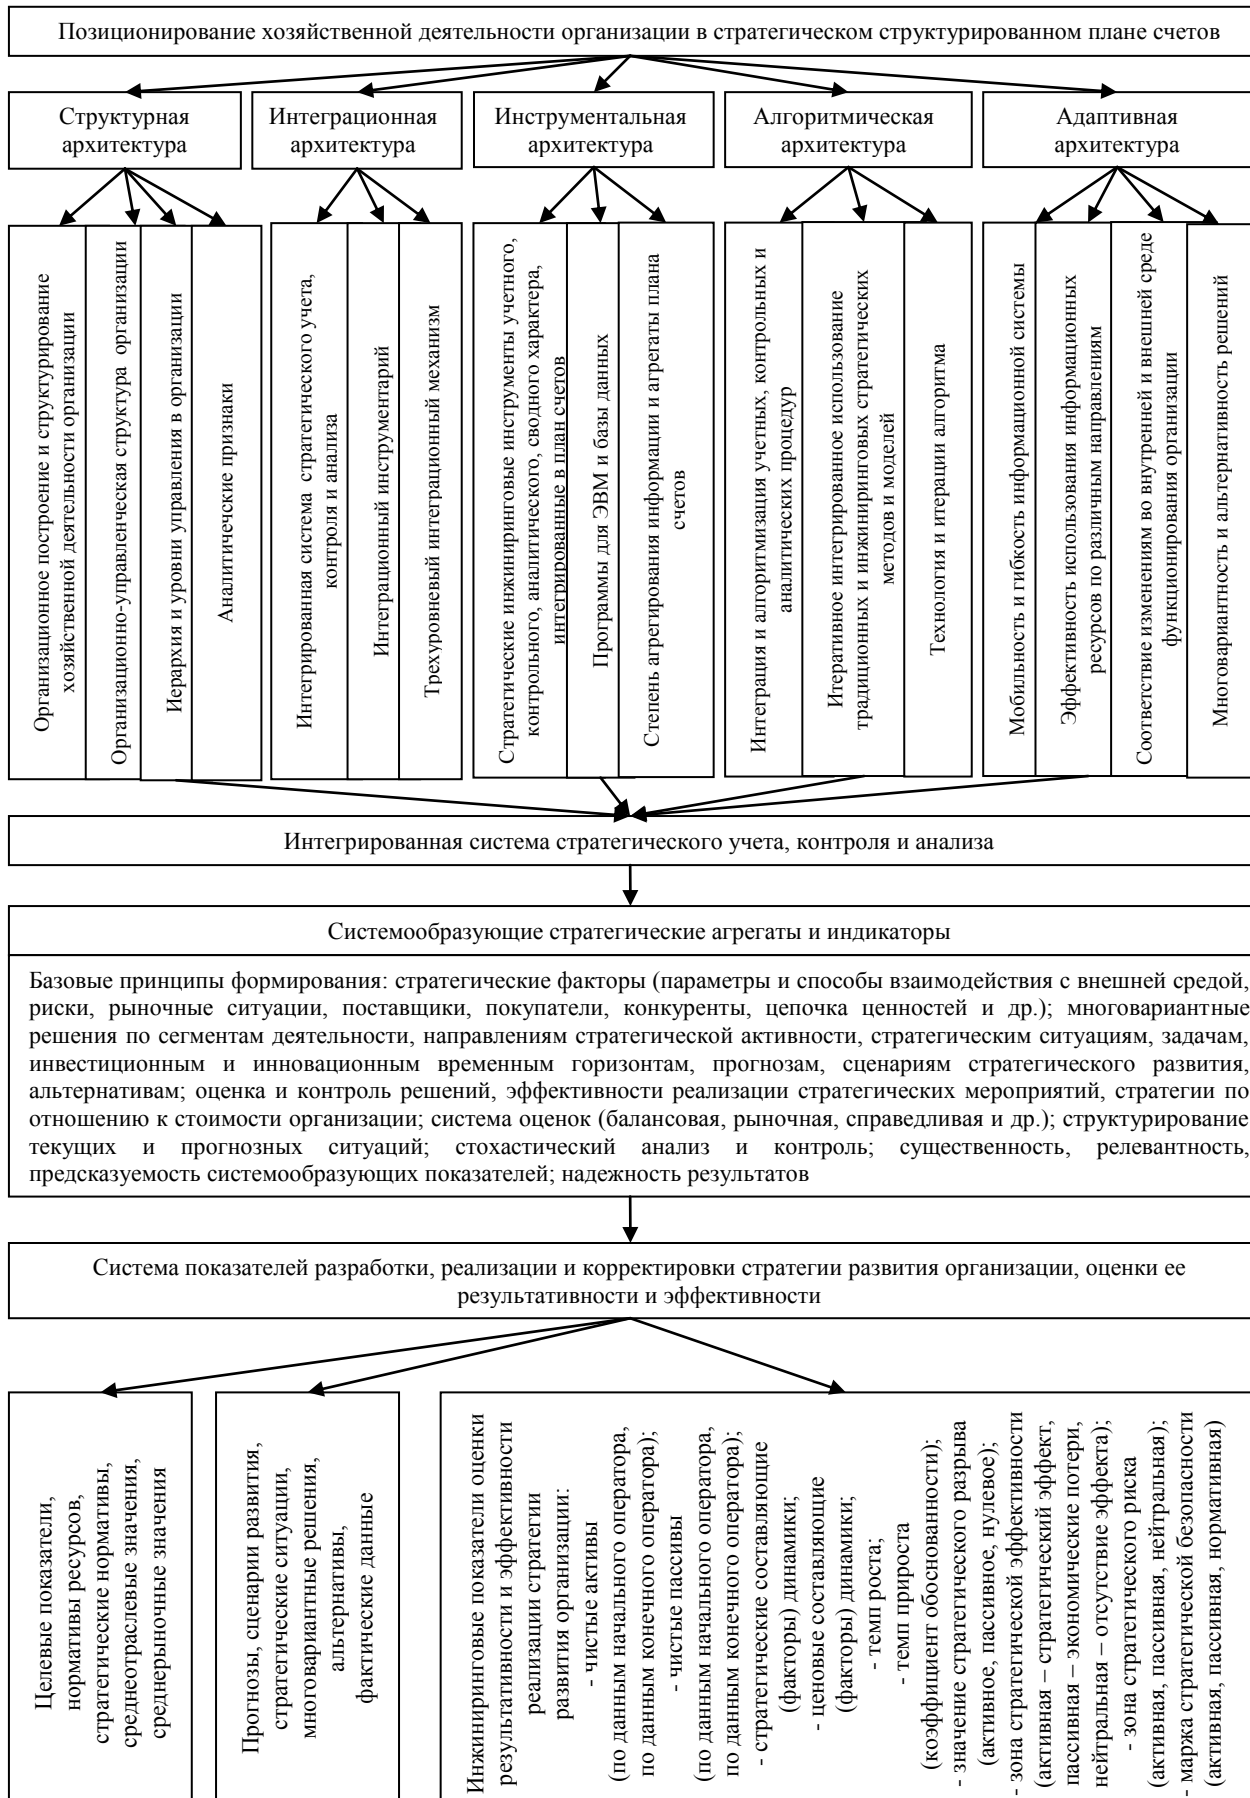 Позиционирование хозяйственной деятельности организации в стратегическом структурированном плане счетов
Структурная
архитектура
Интеграционная
архитектура
Инструментальная
архитектура
Алгоритмическая
архитектура
Адаптивная
архитектура
Организационное построение и структурирование
хозяйственной деятельности организации
Организационно-управленческая структура организации
Иерархия и уровни управления в организации
Аналитичечские признаки
Интегрированная система стратегического учета,
контроля и анализа
Интеграционный инструментарий
Трехуровневый интеграционный механизм
Стратегические инжиниринговые инструменты учетного,
контрольного, аналитического, сводного характера,
интегрированные в план счетов
Программы для ЭВМ и базы данных
Степень агрегирования информации и агрегаты плана
счетов
Интеграция и алгоритмизация учетных, контрольных и
аналитических процедур
Итеративное интегрированное использование
традиционных и инжиниринговых стратегических
методов и моделей
Технология и итерации алгоритма
Мобильность и гибкость информационной системы
Эффективность использования информационных
ресурсов по различным направлениям
Соответствие изменениям во внутренней и внешней среде
функционирования организации
Многовариантность и альтернативность решений
Интегрированная система стратегического учета, контроля и анализа
Системообразующие стратегические агрегаты и индикаторы
Базовые принципы формирования: стратегические факторы (параметры и способы взаимодействия с внешней средой,
риски, рыночные ситуации, поставщики, покупатели, конкуренты, цепочка ценностей и др.); многовариантные
решения по сегментам деятельности, направлениям стратегической активности, стратегическим ситуациям, задачам,
инвестиционным и инновационным временным горизонтам, прогнозам, сценариям стратегического развития,
альтернативам; оценка и контроль решений, эффективности реализации стратегических мероприятий, стратегии по
отношению к стоимости организации; система оценок (балансовая, рыночная, справедливая и др.); структурирование
текущих и прогнозных ситуаций; стохастический анализ и контроль; существенность, релевантность,
предсказуемость системообразующих показателей; надежность результатов
Система показателей разработки, реализации и корректировки стратегии развития организации, оценки ее
результативности и эффективности
Целевые показатели,
нормативы ресурсов,
стратегические нормативы,
среднеотраслевые значения,
среднерыночные значения
Прогнозы, сценарии развития,
стратегические ситуации,
многовариантные решения,
альтернативы,
фактические данные
Инжиниринговые показатели оценки
результативности и эффективности
реализации стратегии
развития организации:
- чистые активы
(по данным начального оператора,
по данным конечного оператора);
- чистые пассивы
(по данным начального оператора,
по данным конечного оператора);
- стратегические составляющие
(факторы) динамики;
- ценовые составляющие
(факторы) динамики;
- темп роста;
- темп прироста
(коэффициент обоснованности);
- значение стратегического разрыва
(активное, пассивное, нулевое);
- зона стратегической эффективности
(активная – стратегический эффект,
пассивная – экономические потери,
нейтральная – отсутствие эффекта);
- зона стратегического риска
(активная, пассивная, нейтральная);
- маржа стратегической безопасности
(активная, пассивная, нормативная)